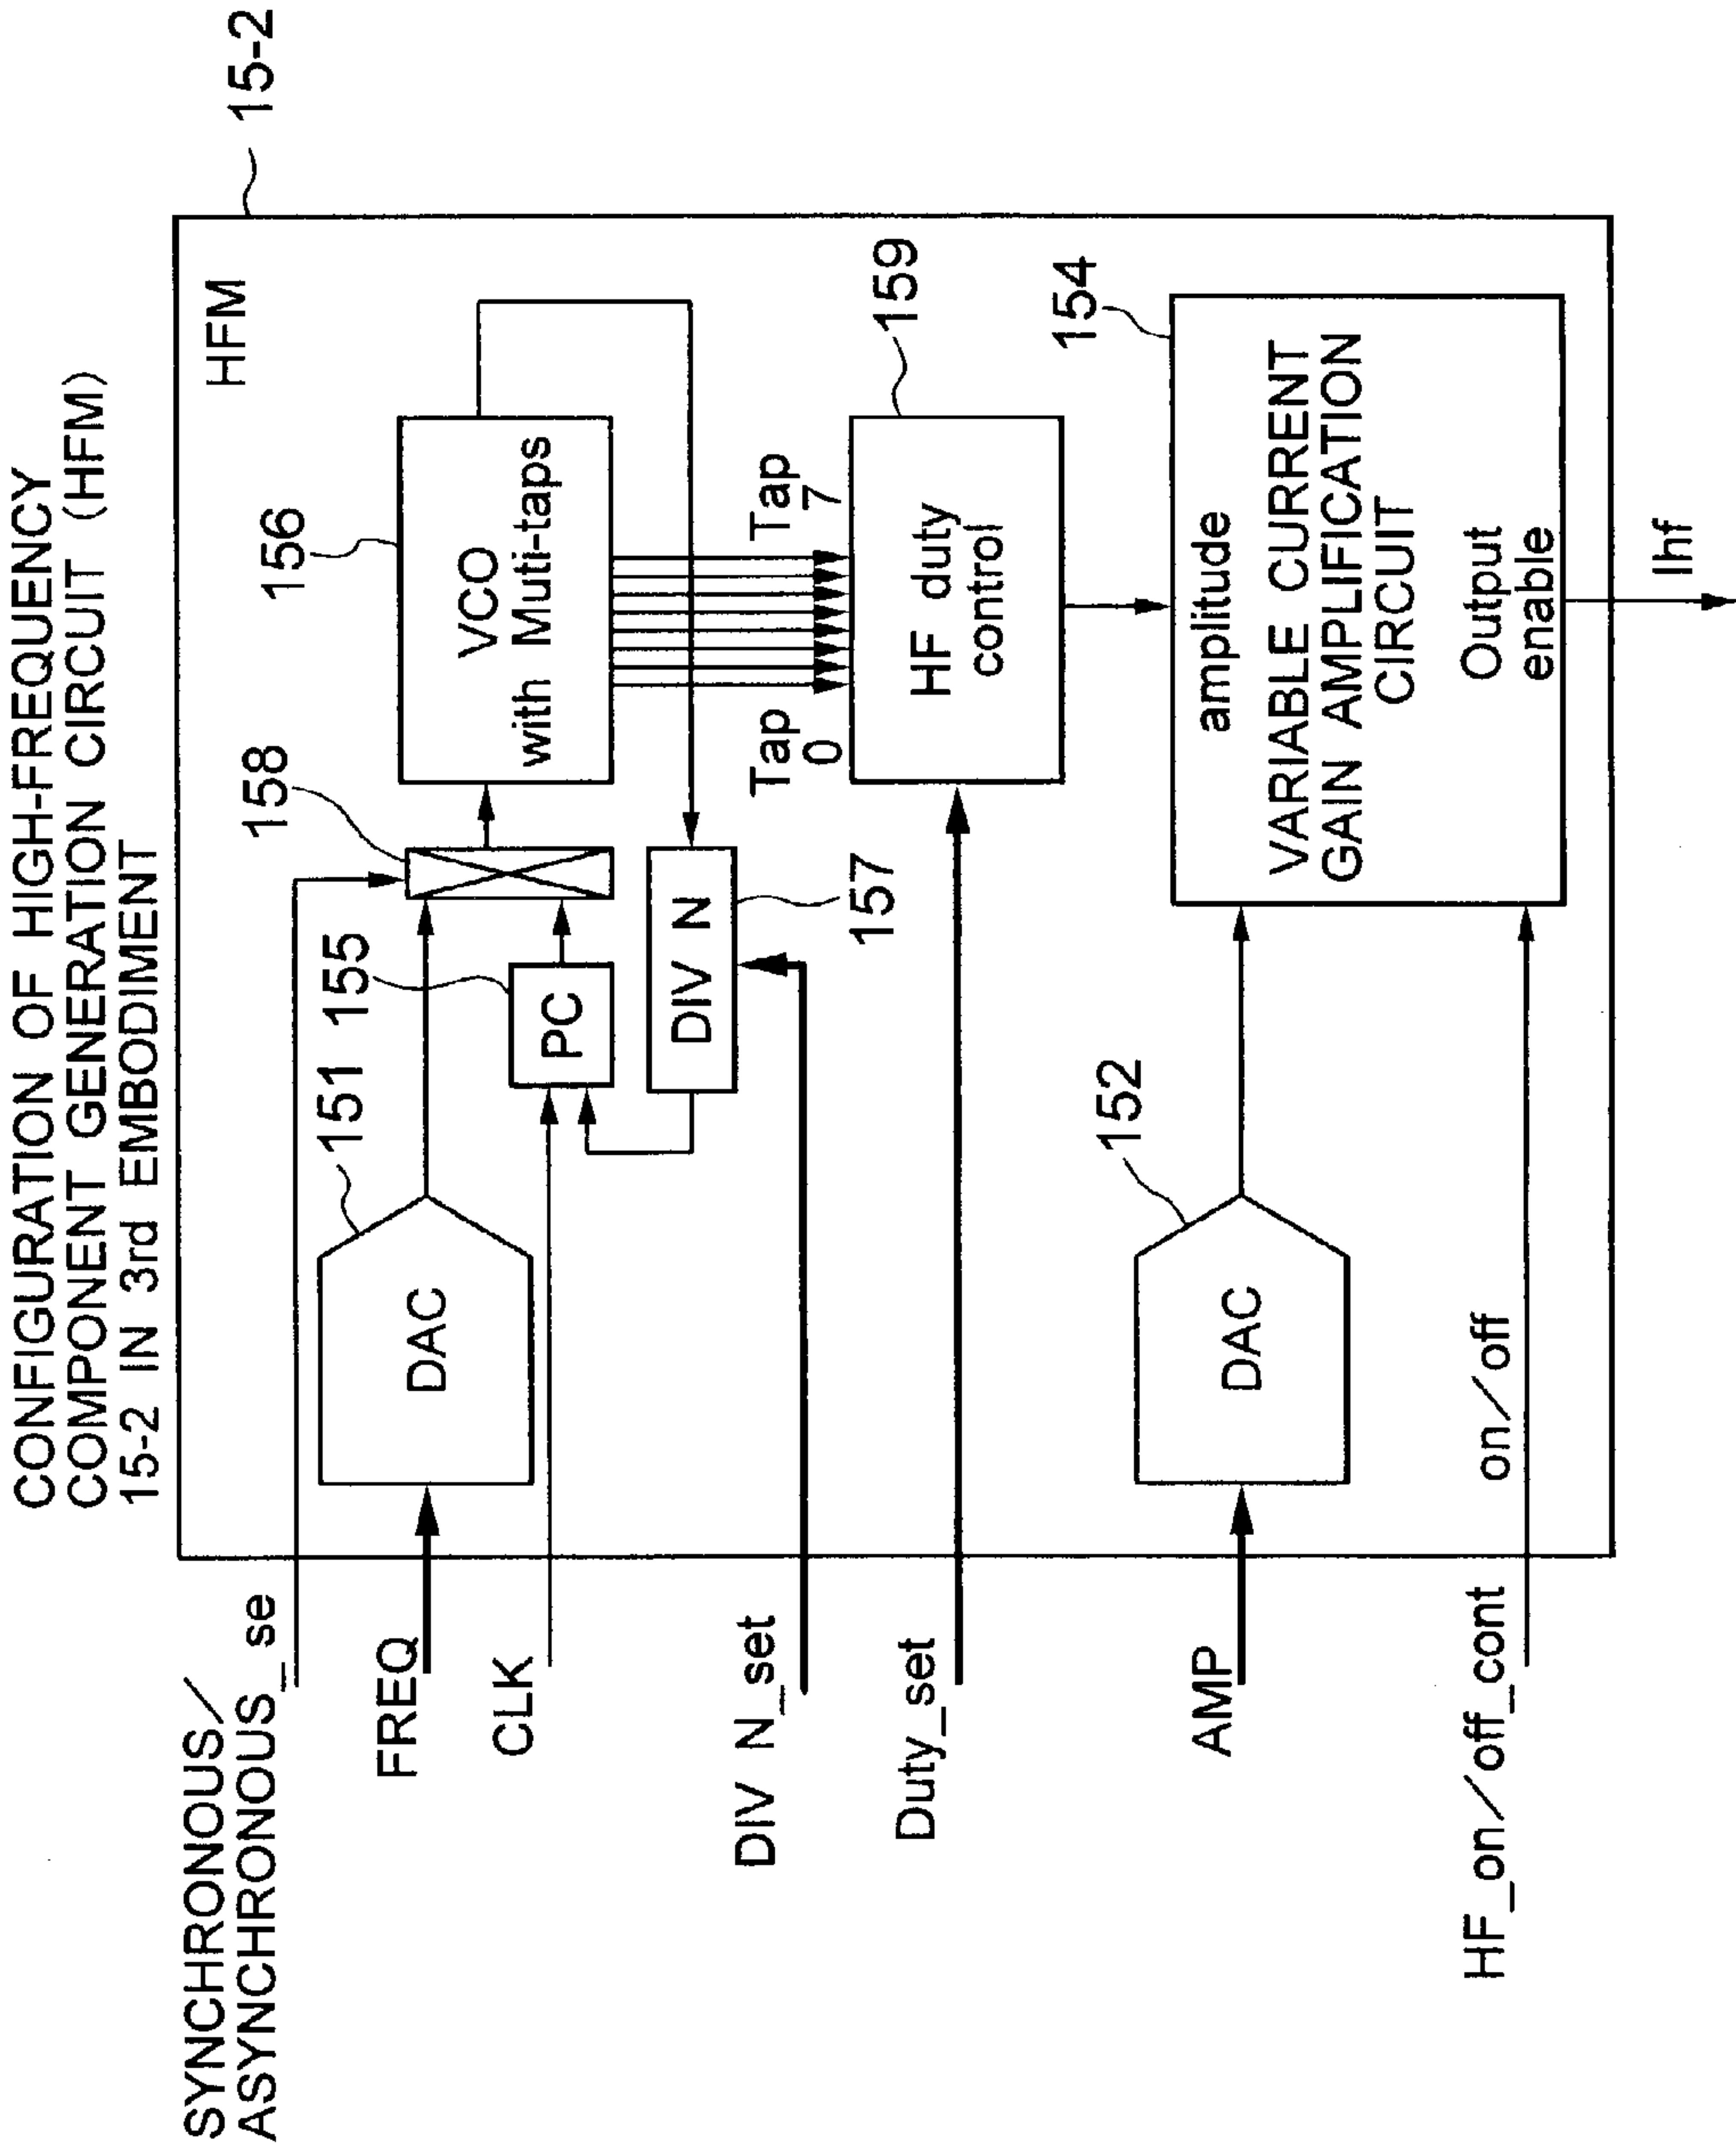 CONFIGURATION OF HIGH-FREQUENCY
COMPONENT GENERATION CIRCUIT (HFM)
15-2 IN 3rd EMBODIMENT
15-2
HFM
SYNCHRONOUS/
ASYNCHRONOUS_se
FREQ
CLK
DIV N_set
Duty_set
AMP
HF_on/off_cont
on/off
151
DAC
155
PC
158
156
VCO
with Muti-taps
DIV N
157
Tap
0
Tap
7
159
HF duty
control
152
DAC
154
amplitude
VARIABLE CURRENT
GAIN AMPLIFICATION
CIRCUIT
Output
enable
Ihf